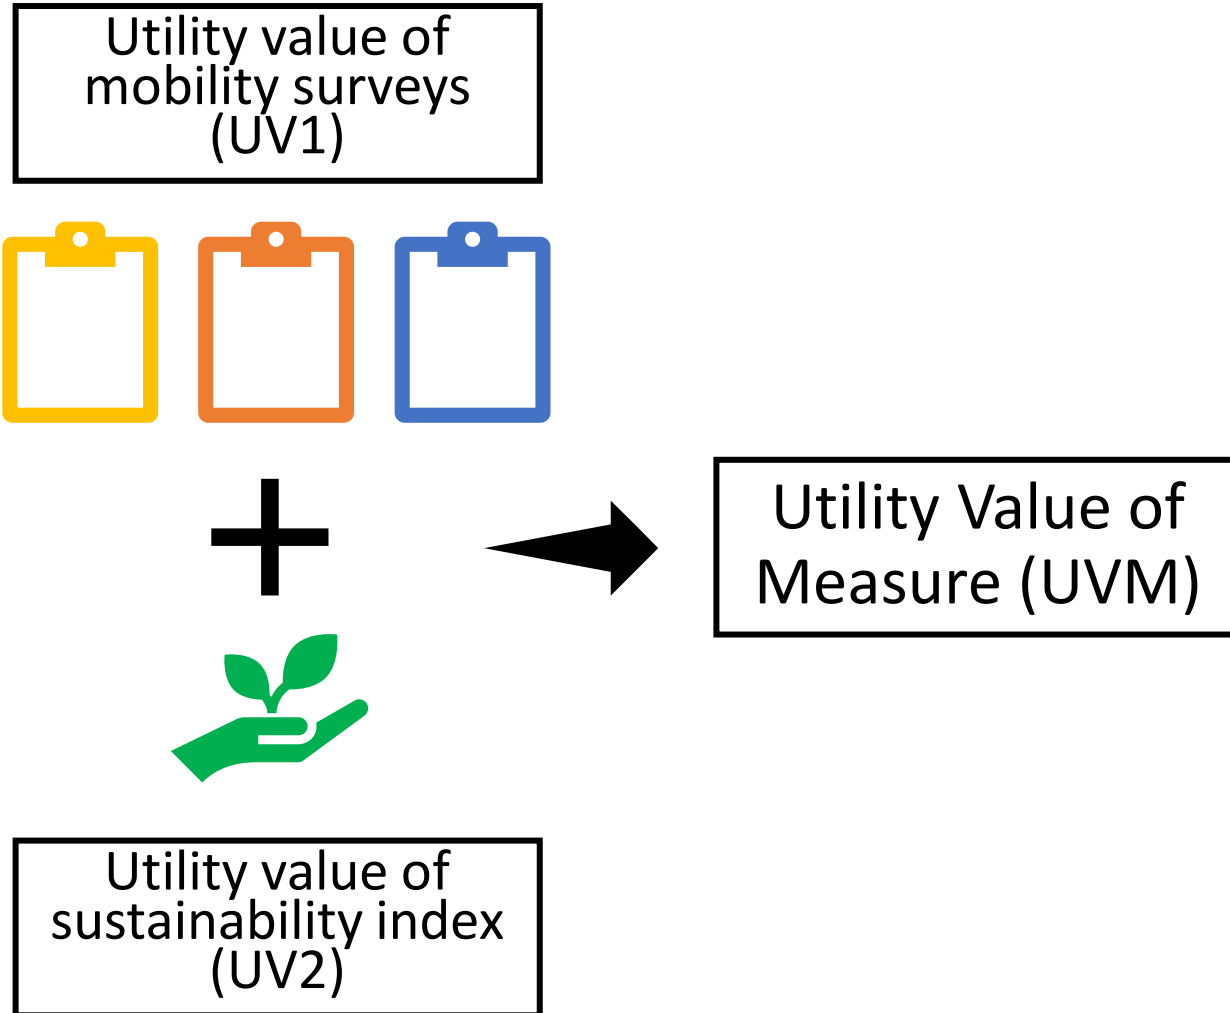 Utility value of
mobility surveys
(UV1)
Utility Value of
Measure (UVM)
Utility value of
sustainability index
(UV2)